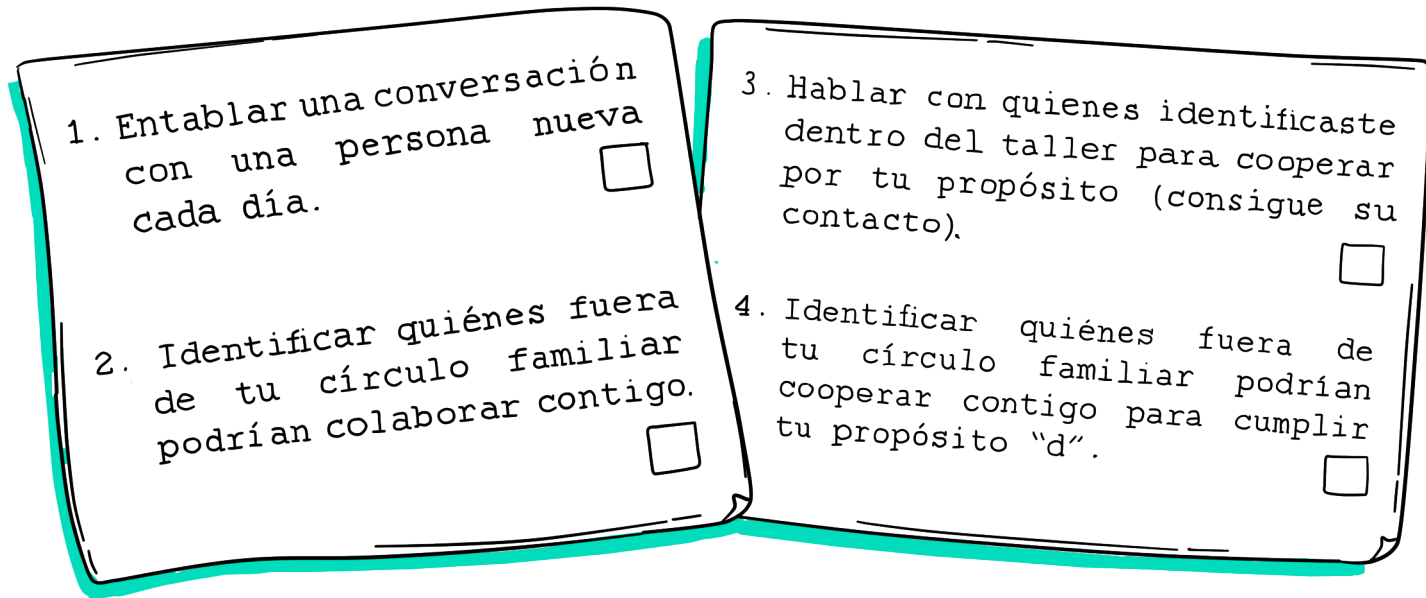 1. Entablar una conversación
con una persona nueva
cada día.
2. Identificar quiénes fuera
de tu círculo familiar
podrían colaborar contigo.
3. Hablar con quienes identificaste
dentro del taller para cooperar
por tu propósito (consigue su
contacto).
4. Identificar quiénes fuera de
tu círculo familiar podrían
cooperar contigo para cumplir
tu propósito “d”.